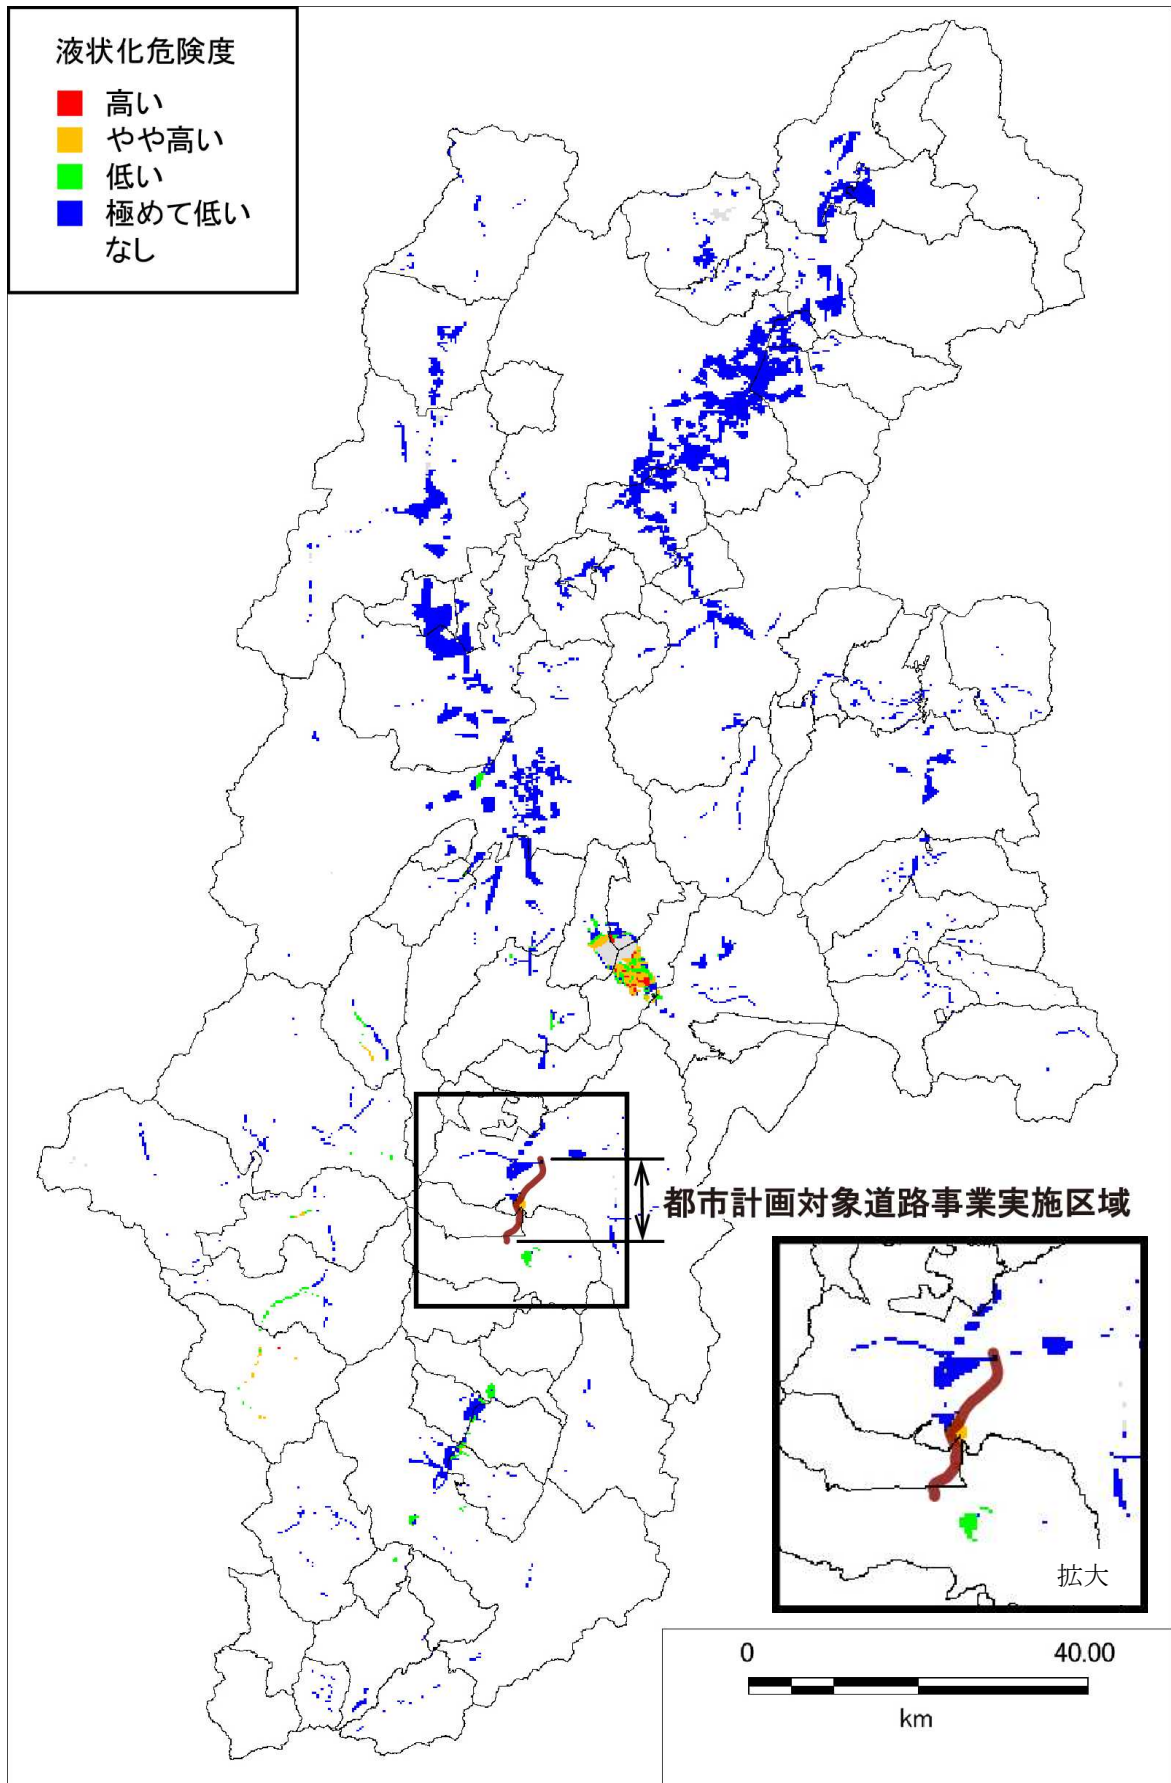 液状化危険度
高い
やや高い
低い
極めて低い
なし
都市計画対象道路事業実施区域
拡大
0 40.00
km